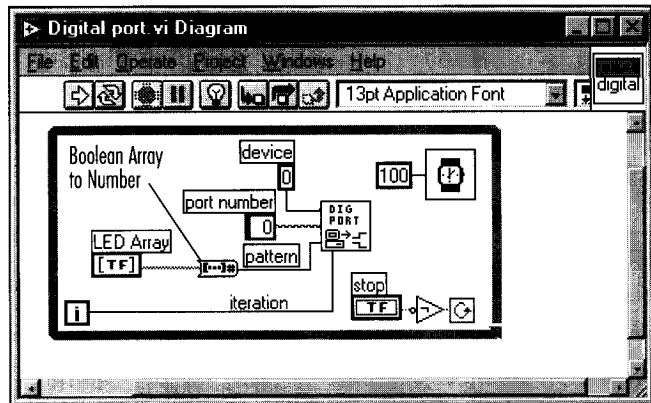 Digital port.vi Diagram
File Edit Operate Project Windows Help
13pt Application Font
digital
Boolean Array
to Number
device
0
100
port number
0
DIG
PORT
LED Array
[TF]
[...]#
pattern
stop
TF
i
iteration